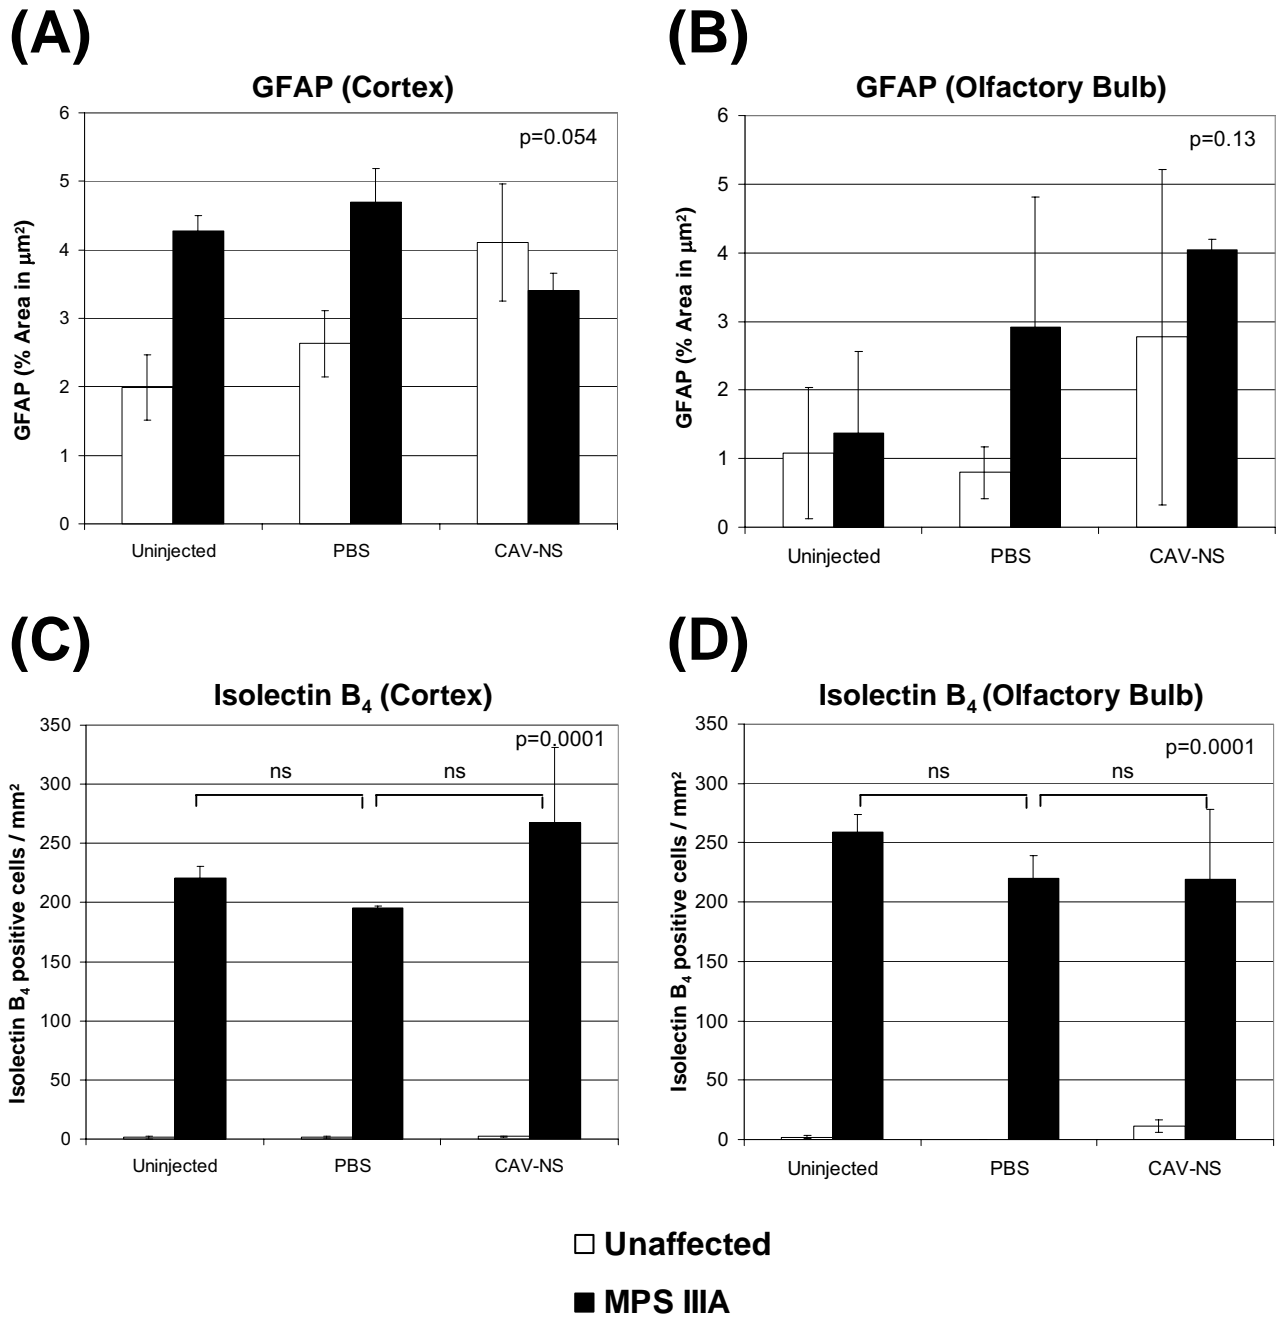 (A)
GFAP (Cortex)
p=0.054
GFAP (% Area in µm²)
6
5
4
3
2
1
0
Uninjected PBS CAV-NS
(B)
GFAP (Olfactory Bulb)
p=0.13
GFAP (% Area in µm²)
6
5
4
3
2
1
0
Uninjected PBS CAV-NS
(C)
Isolectin B₄ (Cortex)
p=0.0001
ns ns
Isolectin B₄ positive cells / mm²
350
300
250
200
150
100
50
0
Uninjected PBS CAV-NS
(D)
Isolectin B₄ (Olfactory Bulb)
p=0.0001
ns ns
Isolectin B₄ positive cells / mm²
350
300
250
200
150
100
50
0
Uninjected PBS CAV-NS
Unaffected
MPS IIIA